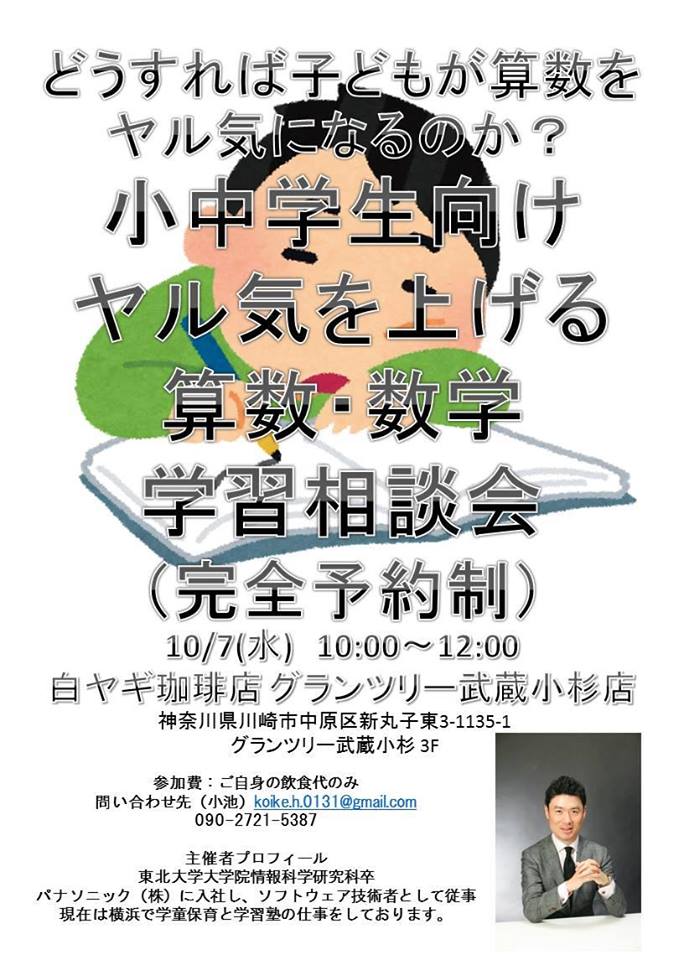 どうすれば子どもが算数を
ヤル気になるのか？
小中学生向け
ヤル気を上げる
算数・数学
学習相談会
（完全予約制）
10/7(水)　10:00～12:00
白ヤギ珈琲店 グランツリー武蔵小杉店
神奈川県川崎市中原区新丸子東3-1135-1
グランツリー武蔵小杉 3F
参加費：ご自身の飲食代のみ
問い合わせ先（小池）koike.h.0131@gmail.com
090-2721-5387
主催者プロフィール
東北大学大学院情報科学研究科卒
パナソニック（株）に入社し、ソフトウェア技術者として従事
現在は横浜で学童保育と学習塾の仕事をしております。